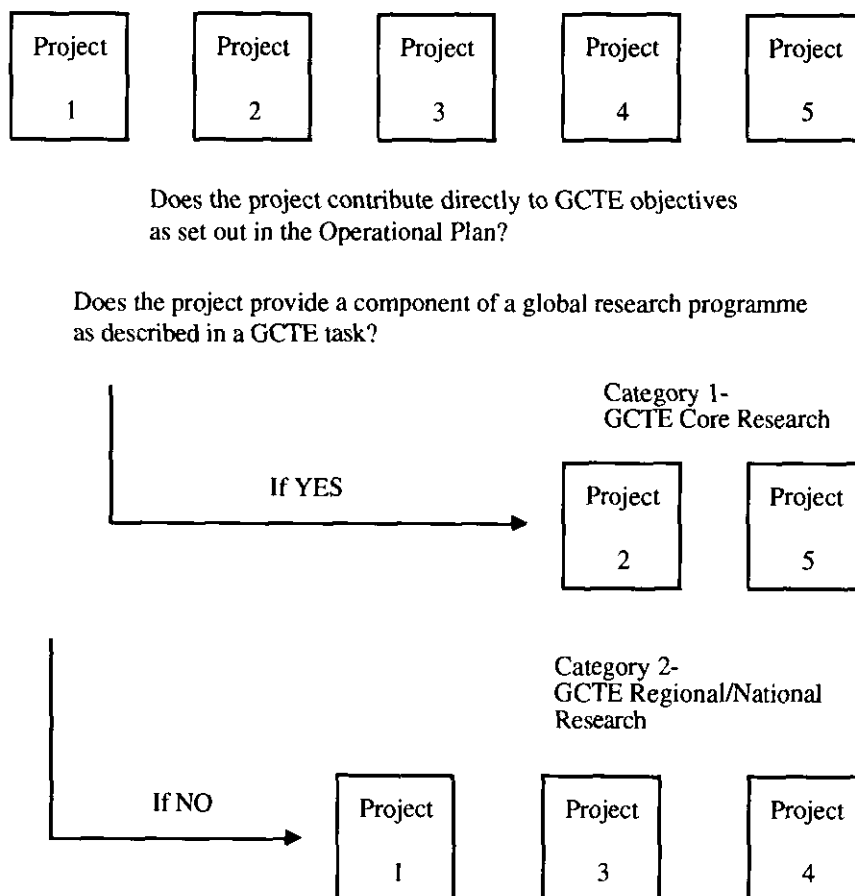 Project Project Project Project Project
1 2 3 4 5
Does the project contribute directly to GCTE objectives
as set out in the Operational Plan?
Does the project provide a component of a global research programme
as described in a GCTE task?
Category 1-
GCTE Core Research
If YES
Project Project
2 5
Category 2-
GCTE Regional/National
Research
If NO
Project Project Project
1 3 4